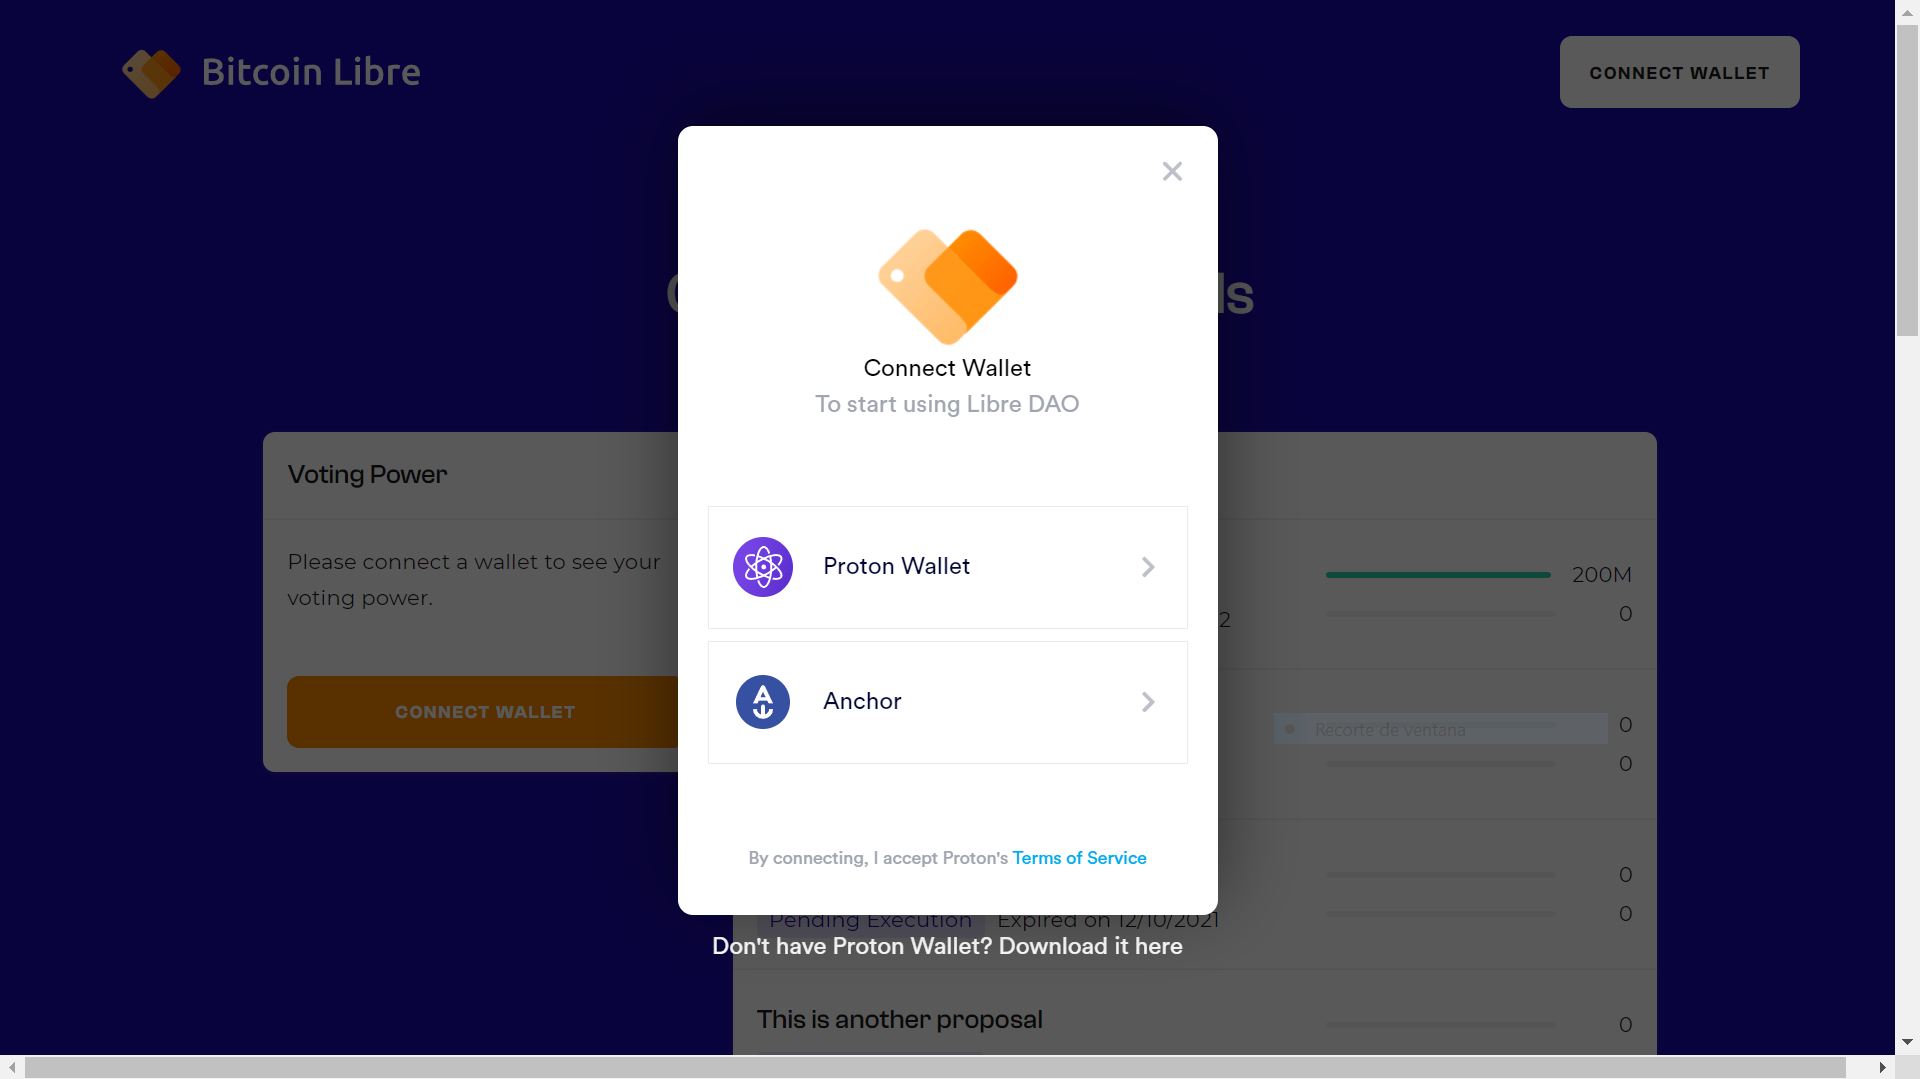 Bitcoin Libre
CONNECT WALLET
ls
Connect Wallet
To start using Libre DAO
Voting Power
Please connect a wallet to see your
voting power.
CONNECT WALLET
Proton Wallet
Anchor
200M
0
2
Recorte de ventana
0
0
0
0
By connecting, I accept Proton's Terms of Service
Pending Execution Expired on 12/10/2021
Don't have Proton Wallet? Download it here
This is another proposal
0